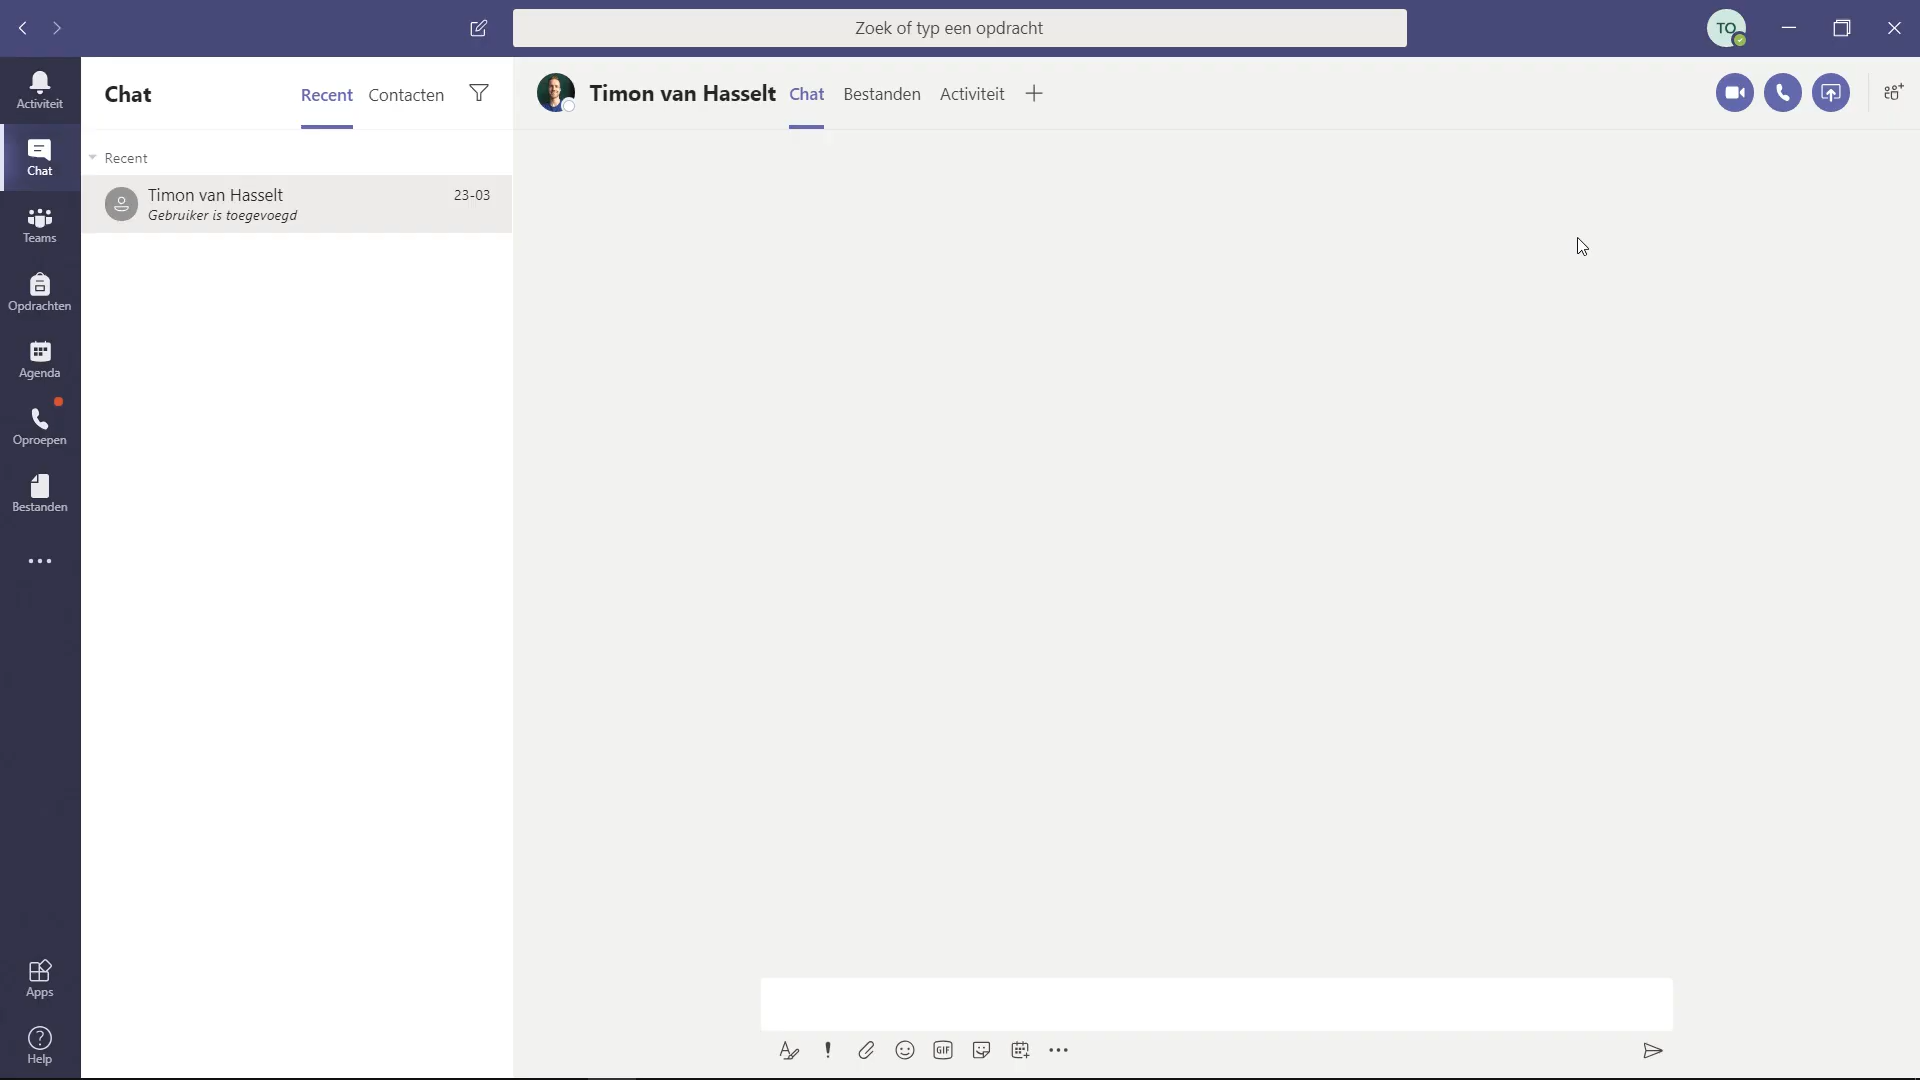 Zoek of typ een opdracht
TO
Activiteit
Chat
Teams
Opdrachten
Agenda
Oproepen
Bestanden
Apps
Help
Chat
Recent Contacten
Recent
Timon van Hasselt 23-03
Gebruiker is toegevoegd
Timon van Hasselt Chat Bestanden Activiteit
GIF